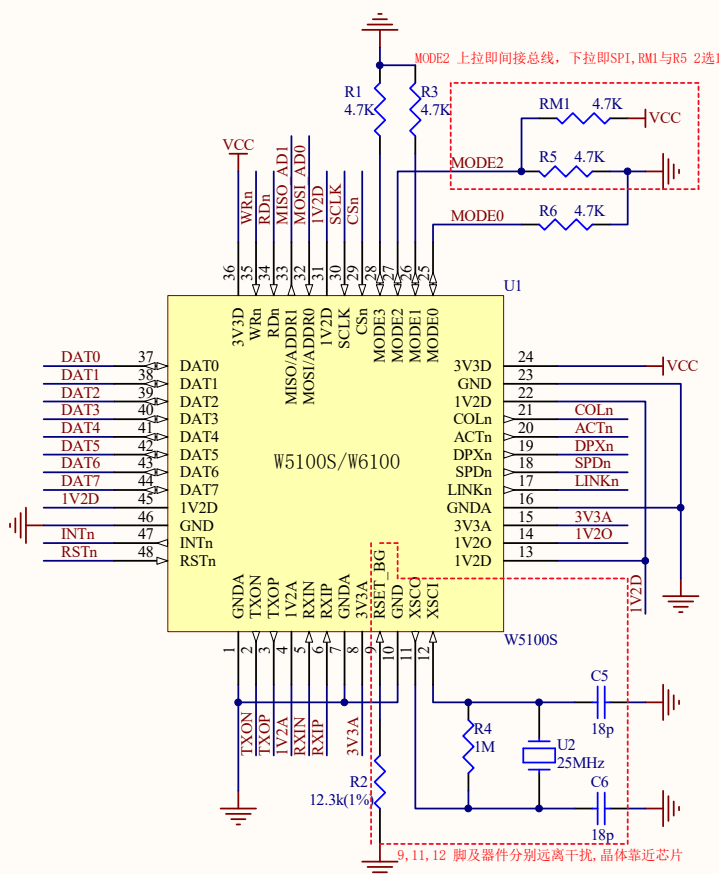 MODE2 上拉即间接总线，下拉即SPI,RM1与R5 2选1
R1
4.7K
R3
4.7K
RM1 4.7K
VCC
MODE2
R5 4.7K
MODE0
R6 4.7K
VCC
WRn
RDn
MISO_AD1
MOSI_AD0
1V2D
SCLK
CSn
36
35
34
33
32
31
30
29
28
27
26
25
U1
3V3D
WRn
RDn
MISO/ADDR1
MOSI/ADDR0
1V2D
SCLK
CSn
MODE3
MODE2
MODE1
MODE0
DAT0 37 DAT0
DAT1 38 DAT1
DAT2 39 DAT2
DAT3 40 DAT3
DAT4 41 DAT4
DAT5 42 DAT5
DAT6 43 DAT6
DAT7 44 DAT7
1V2D 45 1V2D
46 GND
INTn 47 INTn
RSTn 48 RSTn
W5100S/W6100
3V3D 24 VCC
GND 23
1V2D 22
COLn 21 COLn
ACTn 20 ACTn
DPXn 19 DPXn
SPDn 18 SPDn
LINKn 17 LINKn
GNDA 16
3V3A 15 3V3A
1V2O 14 1V2O
1V2D 13
1V2D
GNDA
TXON
TXOP
1V2A
RXIN
RXIP
GNDA
3V3A
RSET_BG
GND
XSCO
XSCI
W5100S
1
2
3
4
5
6
7
8
9
10
11
12
TXON
TXOP
1V2A
RXIN
RXIP
3V3A
R2
12.3k(1%)
R4
1M
U2
25MHz
C5
18p
C6
18p
9,11,12 脚及器件分别远离干扰,晶体靠近芯片